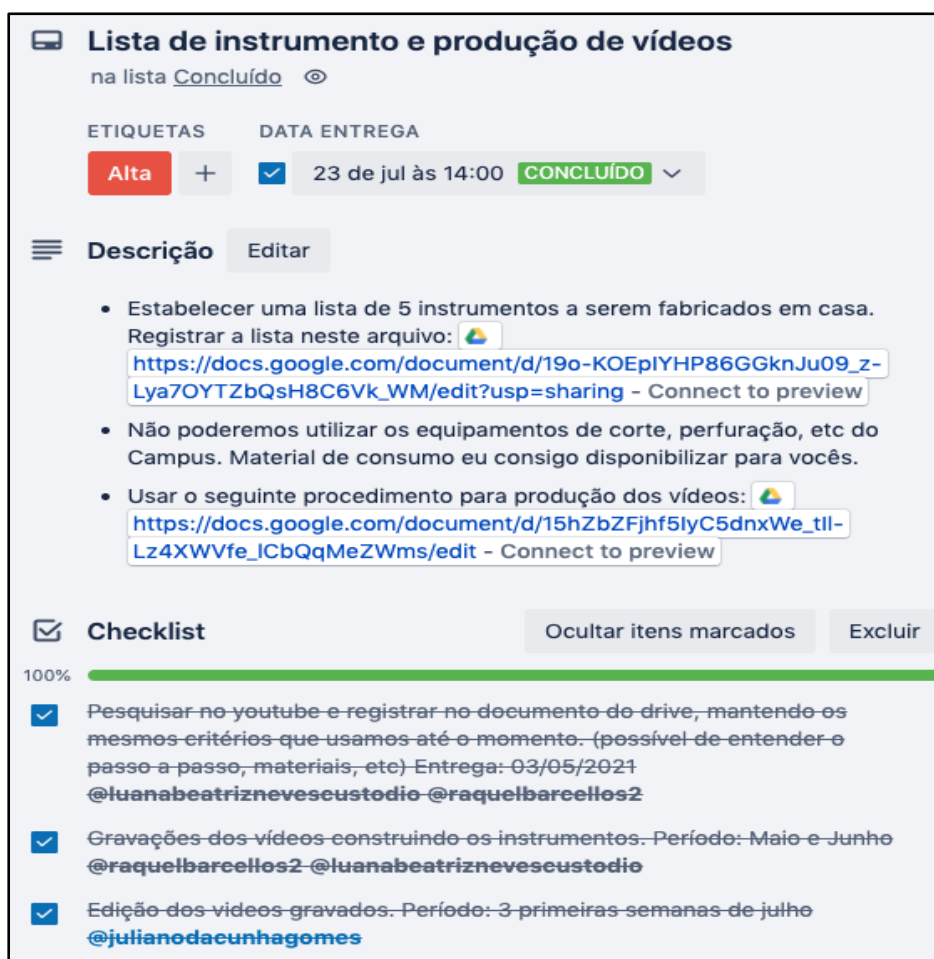 Lista de instrumento e produção de vídeos
na lista Concluído
ETIQUETAS DATA ENTREGA
Alta + 23 de jul às 14:00 CONCLUÍDO
Descrição Editar
• Estabelecer uma lista de 5 instrumentos a serem fabricados em casa.
Registrar a lista neste arquivo:
https://docs.google.com/document/d/19o-KOEpIYHP86GGknJu09_z-
Lya7OYTZbQsH8C6Vk_WM/edit?usp=sharing - Connect to preview
• Não poderemos utilizar os equipamentos de corte, perfuração, etc do
Campus. Material de consumo eu consigo disponibilizar para vocês.
• Usar o seguinte procedimento para produção dos vídeos:
https://docs.google.com/document/d/15hZbZFjhf5IyC5dnxWe_tIl-
Lz4XWVfe_lCbQqMeZWms/edit - Connect to preview
Checklist Ocultar itens marcados Excluir
100%
Pesquisar no youtube e registrar no documento do drive, mantendo os
mesmos critérios que usamos até o momento. (possível de entender o
passo a passo, materiais, etc) Entrega: 03/05/2021
@luanabeatriznevescustodio @raquelbarcellos2
Gravações dos vídeos construindo os instrumentos. Período: Maio e Junho
@raquelbarcellos2 @luanabeatriznevescustodio
Edição dos videos gravados. Período: 3 primeiras semanas de julho
@julianodacunhagomes